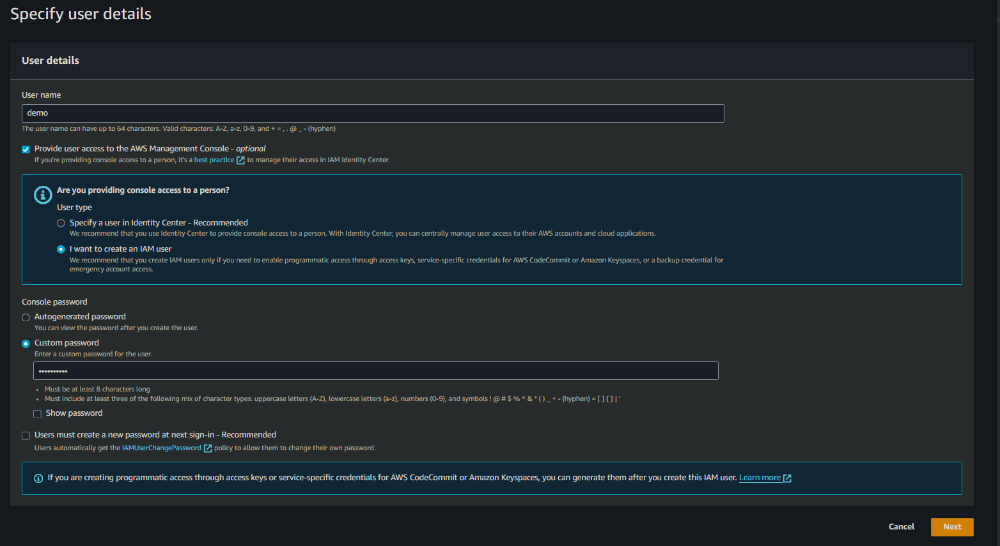 Specify user details
User details
User name
demo
The user name can have up to 64 characters. Valid characters: A-Z, a-z, 0-9, and + = , . @ _ - (hyphen)
Provide user access to the AWS Management Console - optional
If you're providing console access to a person, it's a best practice to manage their access in IAM Identity Center.
Are you providing console access to a person?
User type
Specify a user in Identity Center - Recommended
We recommend that you use Identity Center to provide console access to a person. With Identity Center, you can centrally manage user access to their AWS accounts and cloud applications.
I want to create an IAM user
We recommend that you create IAM users only if you need to enable programmatic access through access keys, service-specific credentials for AWS CodeCommit or Amazon Keyspaces, or a backup credential for
emergency account access.
Console password
Autogenerated password
You can view the password after you create the user.
Custom password
Enter a custom password for the user.
••••••••••
• Must be at least 8 characters long
• Must include at least three of the following mix of character types: uppercase letters (A-Z), lowercase letters (a-z), numbers (0-9), and symbols ! @ # $ % ^ & * ( ) _ + - (hyphen) = [ ] { } | '
Show password
Users must create a new password at next sign-in - Recommended
Users automatically get the IAMUserChangePassword policy to allow them to change their own password.
If you are creating programmatic access through access keys or service-specific credentials for AWS CodeCommit or Amazon Keyspaces, you can generate them after you create this IAM user. Learn more
Cancel
Next